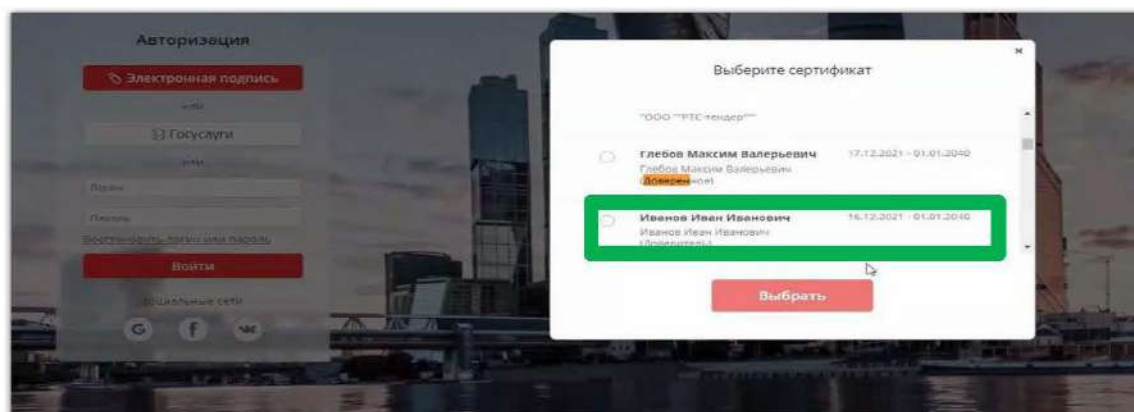 Авторизация
Электронная подпись
или
Госуслуги
или
Логин
Пароль
Восстановить логин или пароль
Войти
социальные сети
G f
Выберите сертификат
"ООО ""РТС-тендер"""
Глебов Максим Валерьевич 17.12.2021 - 01.01.2040
Глебов Максим Валерьевич
(Доверенное)
Иванов Иван Иванович 16.12.2021 - 01.01.2040
Иванов Иван Иванович
(Доверитель)
Выбрать